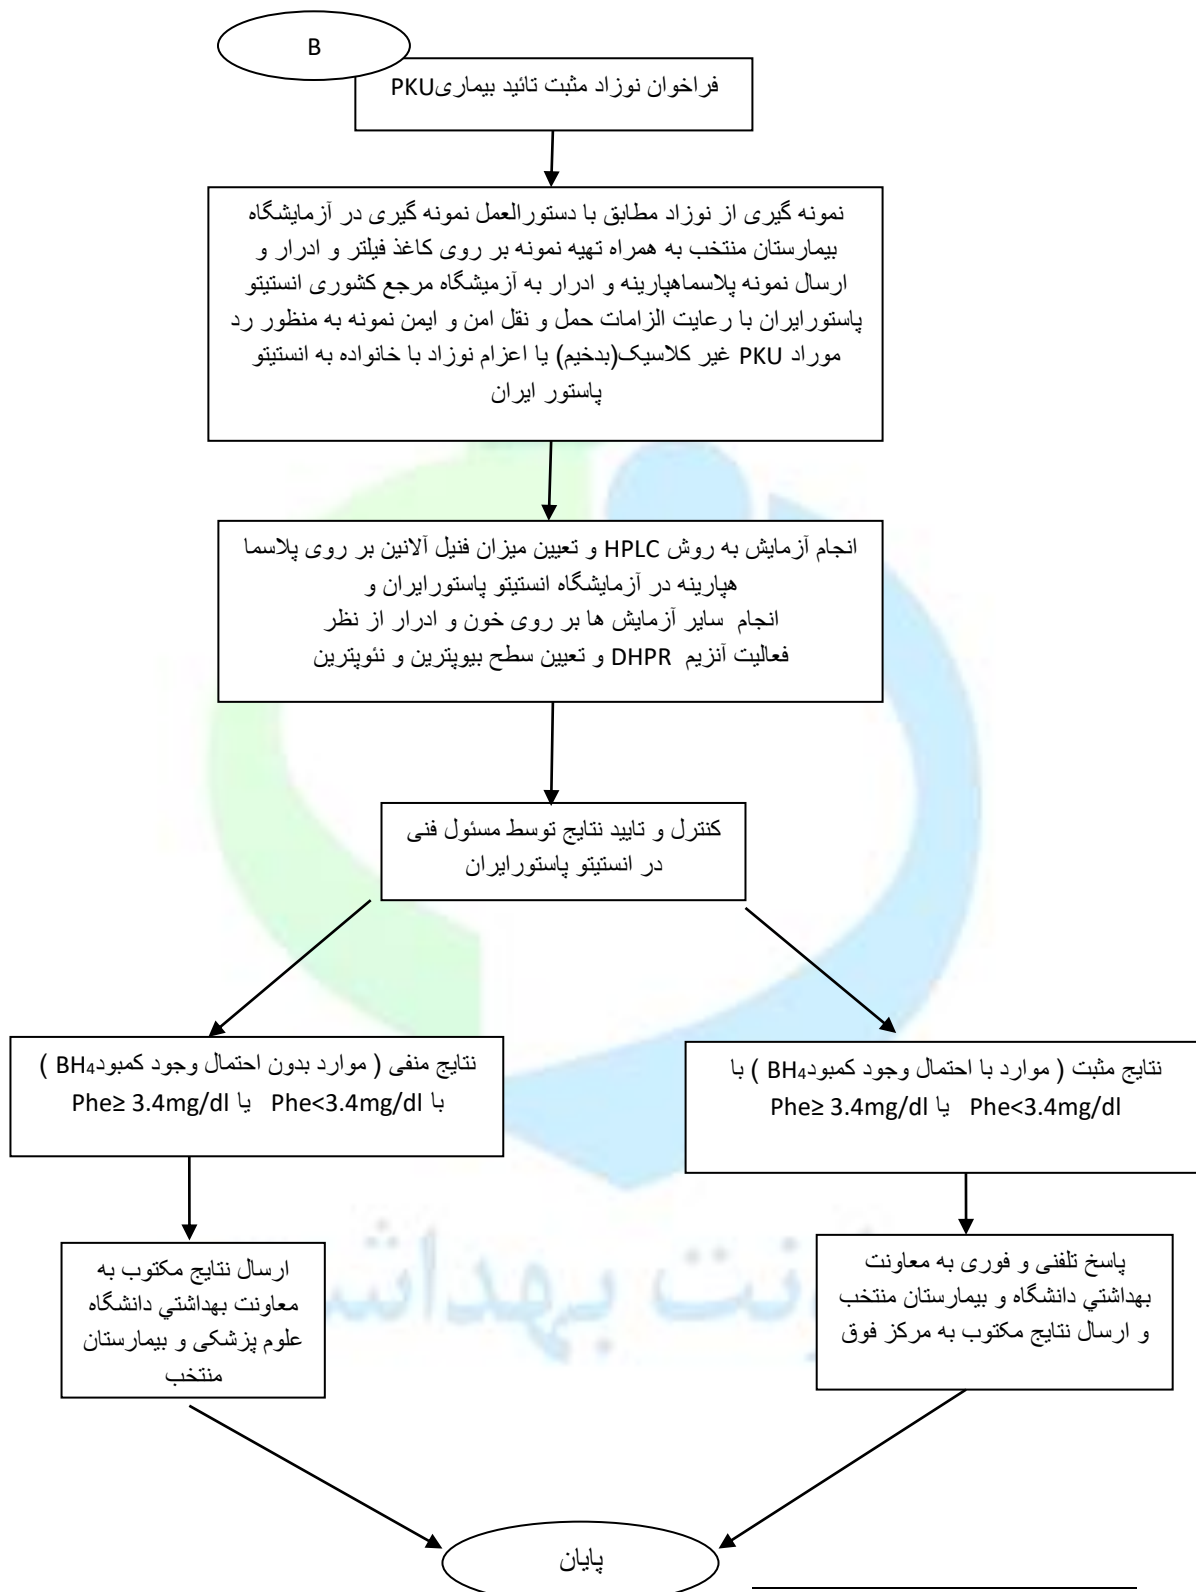 B
فراخوان نوزاد مثبت تائید بیماریPKU
نمونه گیری از نوزاد مطابق با دستورالعمل نمونه گیری در آزمایشگاه
بیمارستان منتخب به همراه تهیه نمونه بر روی کاغذ فیلتر و ادرار و
ارسال نمونه پلاسماهپارینه و ادرار به آزمیشگاه مرجع کشوری انستیتو
پاستورایران با رعایت الزامات حمل و نقل امن و ایمن نمونه به منظور رد
موراد PKU غیر کلاسیک(بدخیم) یا اعزام نوزاد با خانواده به انستیتو
پاستور ایران
انجام آزمایش به روش HPLC و تعیین میزان فنیل آلانین بر روی پلاسما
هپارینه در آزمایشگاه انستیتو پاستورایران و
انجام سایر آزمایش ها بر روی خون و ادرار از نظر
فعالیت آنزیم DHPR و تعیین سطح بیوپترین و نئوپترین
کنترل و تایید نتایج توسط مسئول فنی
در انستیتو پاستورایران
نتایج مثبت ( موارد با احتمال وجود کمبودBH4 ) با
Phe<3.4mg/dl یا Phe≥ 3.4mg/dl
نتایج منفی ( موارد بدون احتمال وجود کمبودBH4 )
با Phe<3.4mg/dl یا Phe≥ 3.4mg/dl
پاسخ تلفنی و فوری به معاونت
بهداشتي دانشگاه و بیمارستان منتخب
و ارسال نتایج مکتوب به مرکز فوق
ارسال نتایج مکتوب به
معاونت بهداشتي دانشگاه
علوم پزشکی و بیمارستان
منتخب
پایان